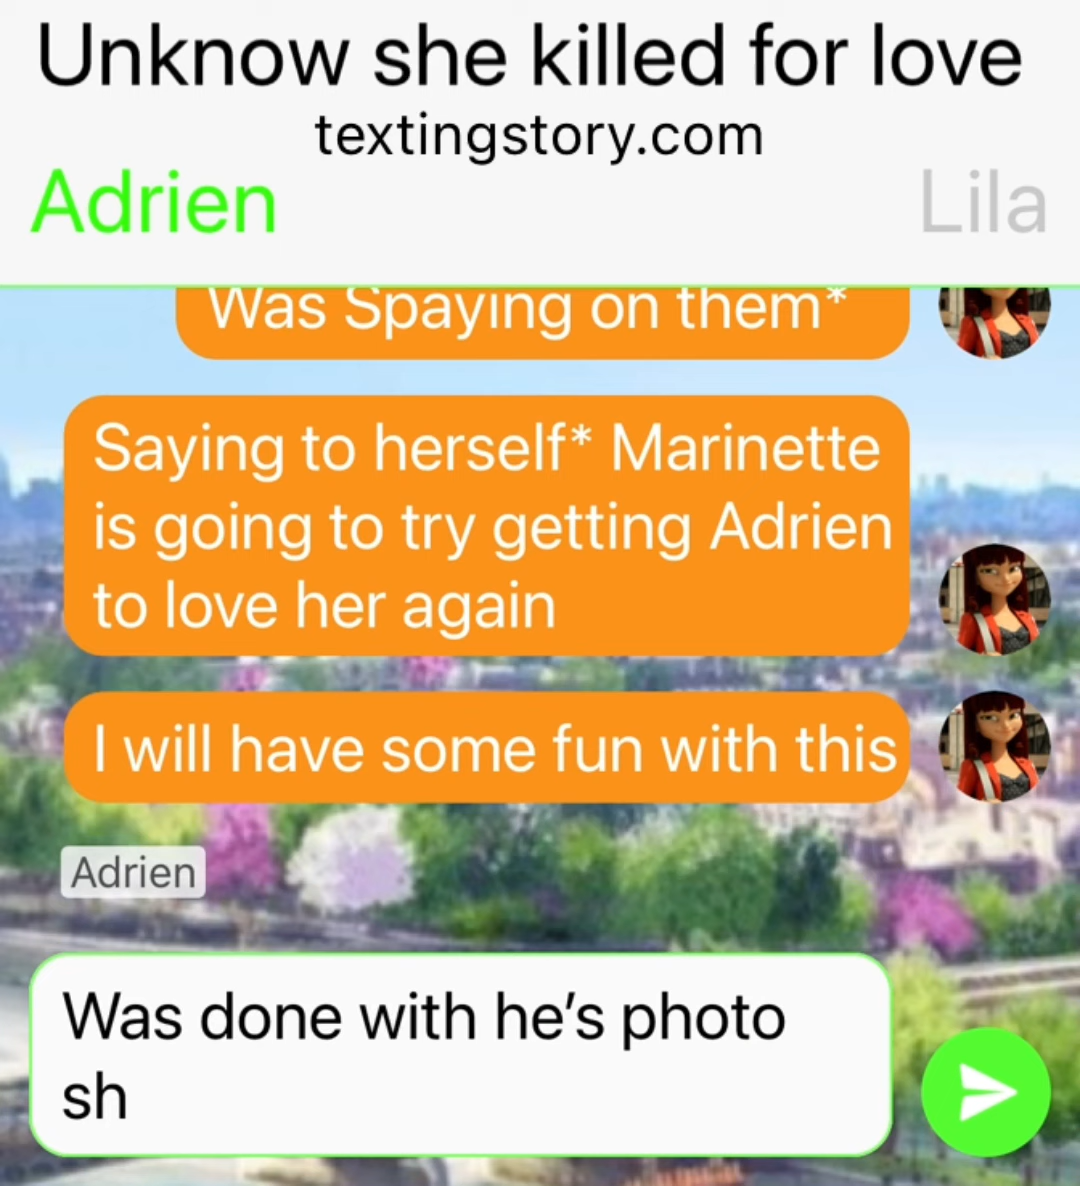 Unknow she killed for love
textingstory.com
Adrien
Lila
Was Spaying on them*
Saying to herself* Marinette
is going to try getting Adrien
to love her again
I will have some fun with this
Adrien
Was done with he’s photo
sh